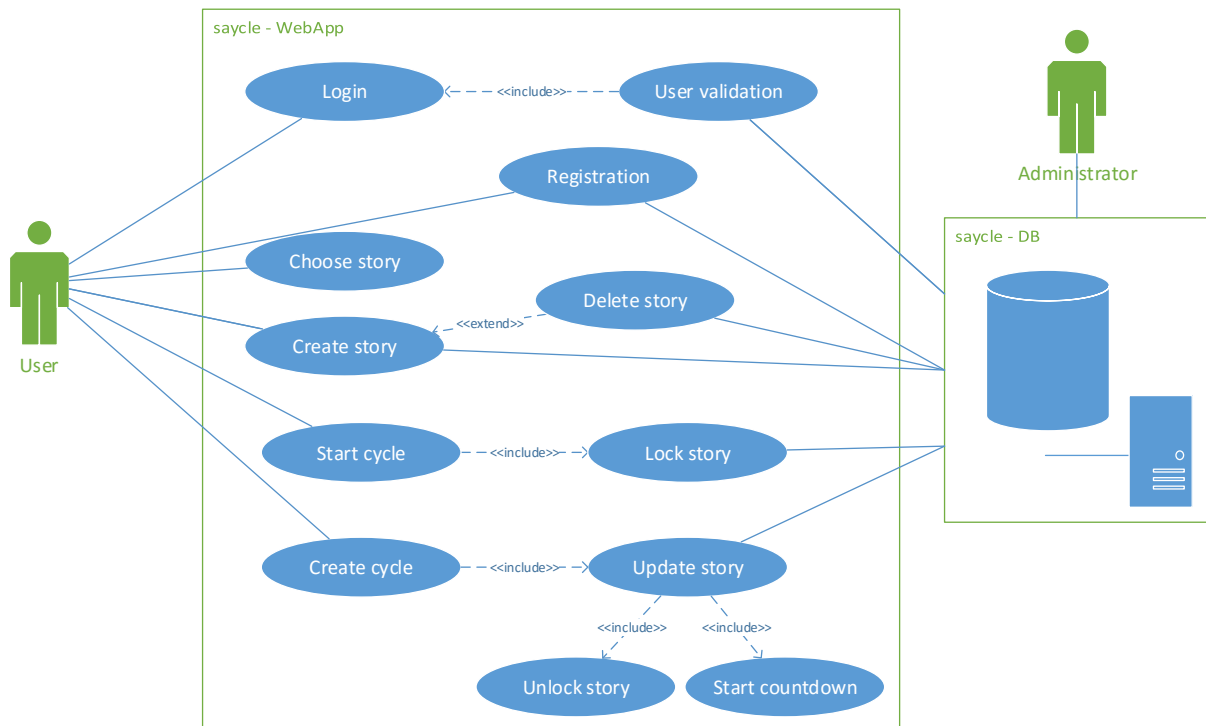 saycle - WebApp
Login
<<include>>
User validation
Administrator
Registration
saycle - DB
Choose story
Delete story
<<extend>>
Create story
User
Start cycle
<<include>>
Lock story
Create cycle
<<include>>
Update story
<<include>>
<<include>>
Unlock story
Start countdown